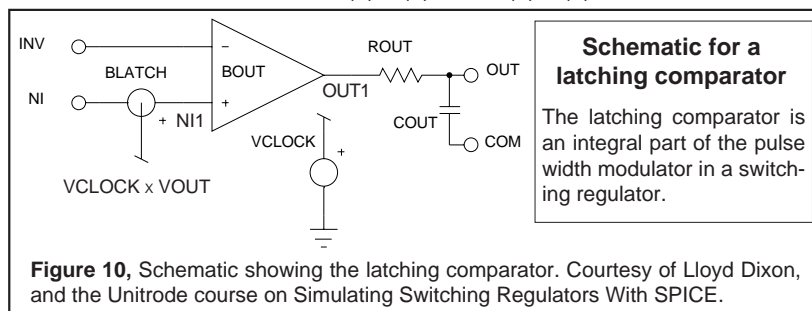 INV
BLATCH
NI
+ NI1
−
BOUT
+
OUT1
ROUT
OUT
COUT
COM
VCLOCK
+
VCLOCK x VOUT
Schematic for a
latching comparator
The latching comparator is
an integral part of the pulse
width modulator in a switch-
ing regulator.
Figure 10, Schematic showing the latching comparator. Courtesy of Lloyd Dixon,
and the Unitrode course on Simulating Switching Regulators With SPICE.